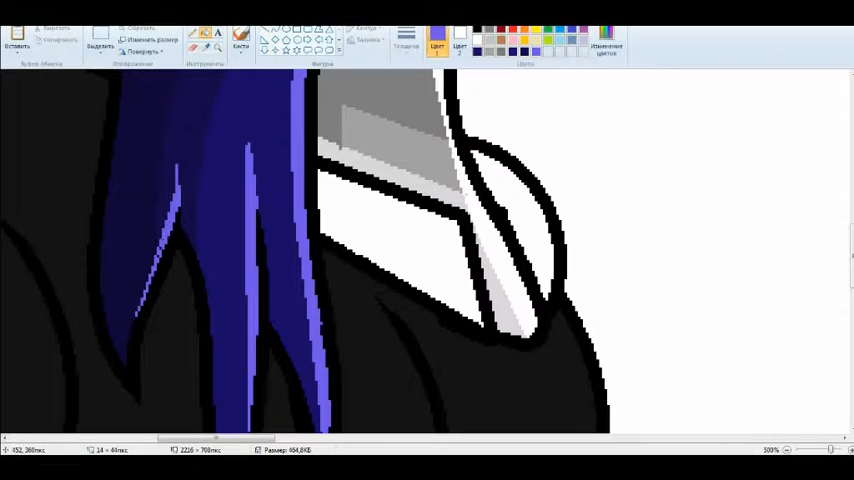 Вырезать
Обрезать
Контур
Вставить
Копировать
Выделить
Изменить размер
Повернуть
A
Кисти
Заливка
Толщина
Цвет 1
Цвет 2
Изменение цветов
Буфер обмена
Изображение
Инструменты
Фигуры
Цвета
452, 360пкс
14 × 44пкс
2216 × 708пкс
Размер: 464,8КБ
500%